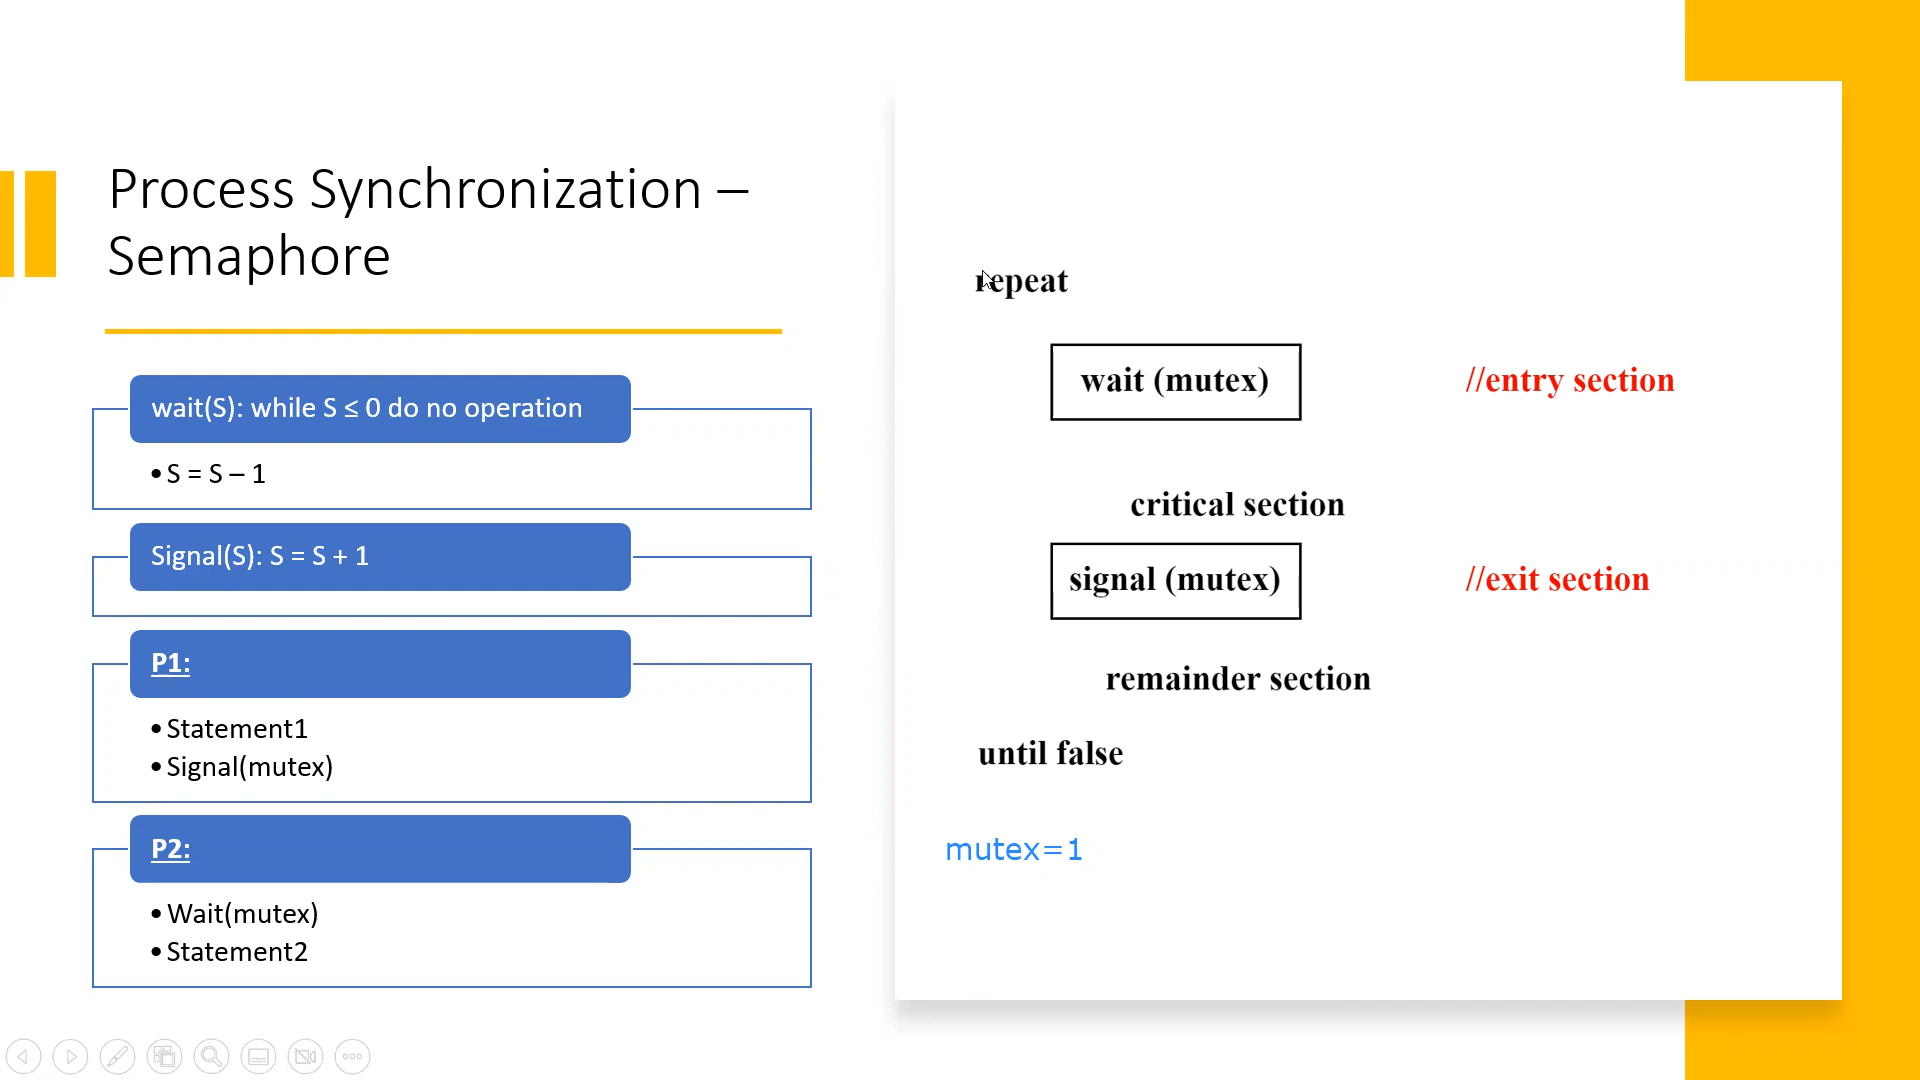 Process Synchronization –
Semaphore
wait(S): while S ≤ 0 do no operation
•S = S – 1
Signal(S): S = S + 1
P1:
•Statement1
•Signal(mutex)
P2:
•Wait(mutex)
•Statement2
repeat
wait (mutex) //entry section
critical section
signal (mutex) //exit section
remainder section
until false
mutex=1